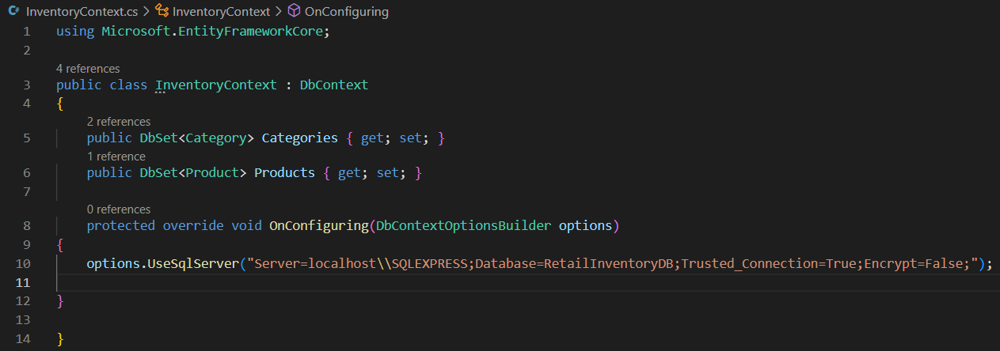 C# InventoryContext.cs > InventoryContext > OnConfiguring
1 using Microsoft.EntityFrameworkCore;
2
4 references
3 public class InventoryContext : DbContext
4 {
2 references
5 public DbSet<Category> Categories { get; set; }
1 reference
6 public DbSet<Product> Products { get; set; }
7
0 references
8 protected override void OnConfiguring(DbContextOptionsBuilder options)
9 {
10 options.UseSqlServer("Server=localhost\\SQLEXPRESS;Database=RetailInventoryDB;Trusted_Connection=True;Encrypt=False;");
11
12 }
13
14 }